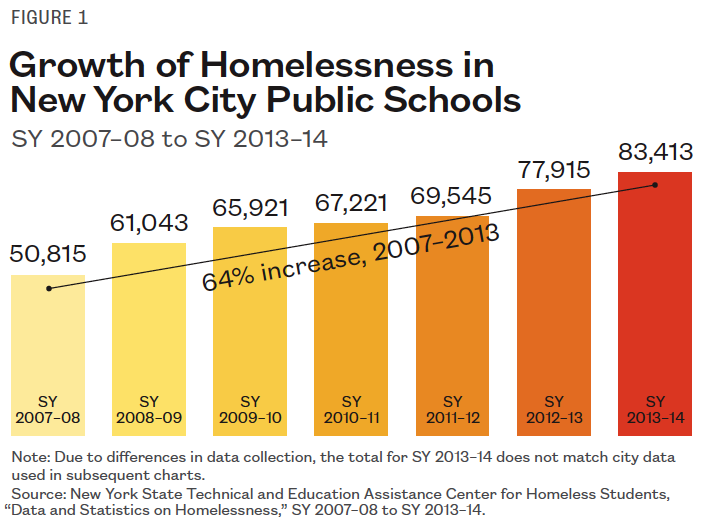 FIGURE 1
Growth of Homelessness in
New York City Public Schools
SY 2007–08 to SY 2013–14
50,815
61,043
65,921
67,221
69,545
77,915
83,413
64% increase, 2007–2013
SY
2007–08
SY
2008–09
SY
2009–10
SY
2010–11
SY
2011–12
SY
2012–13
SY
2013–14
Note: Due to differences in data collection, the total for SY 2013–14 does not match city data
used in subsequent charts.
Source: New York State Technical and Education Assistance Center for Homeless Students,
“Data and Statistics on Homelessness,” SY 2007–08 to SY 2013–14.